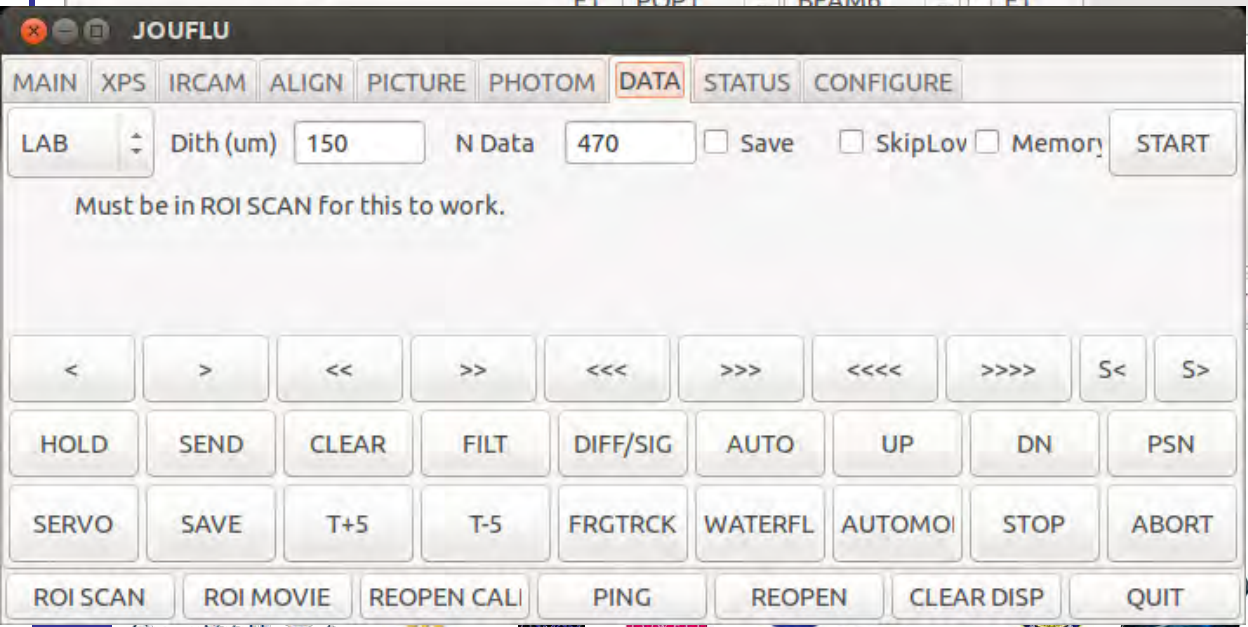 JOUFLU
MAIN XPS IRCAM ALIGN PICTURE PHOTOM DATA STATUS CONFIGURE
LAB Dith (um) 150 N Data 470 Save SkipLov Memory START
Must be in ROI SCAN for this to work.
< > << >> <<< >>> <<<< >>>> S< S>
HOLD SEND CLEAR FILT DIFF/SIG AUTO UP DN PSN
SERVO SAVE T+5 T-5 FRGTRCK WATERFL AUTOMO STOP ABORT
ROI SCAN ROI MOVIE REOPEN CALI PING REOPEN CLEAR DISP QUIT